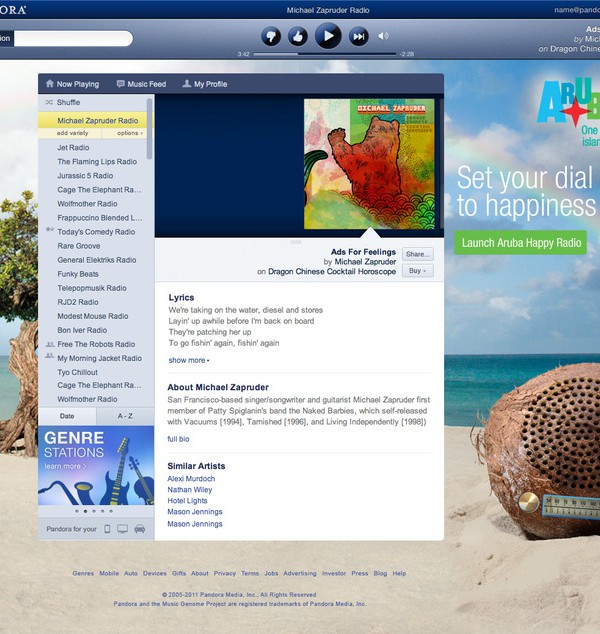 ORA®
Michael Zapruder Radio
name@pando
ion
3:42
-2:28
Ads
by Mich
on Dragon Chines
Now Playing
Music Feed
My Profile
Shuffle
Michael Zapruder Radio
add variety
options
Jet Radio
The Flaming Lips Radio
Jurassic 5 Radio
Cage The Elephant Ra...
Wolfmother Radio
Frappuccino Blended L...
Today's Comedy Radio
Rare Groove
General Elektriks Radio
Funky Beats
Telepopmusik Radio
RJD2 Radio
Modest Mouse Radio
Bon Iver Radio
Free The Robots Radio
My Morning Jacket Radio
Tyo Chillout
Cage The Elephant Ra...
Wolfmother Radio
Date
A - Z
GENRE
STATIONS
learn more >
Pandora for your
MICHAEL ZAPRUDER
Ads For Feelings
by Michael Zapruder
on Dragon Chinese Cocktail Horoscope
Share...
Buy
Lyrics
We're taking on the water, diesel and stores
Layin' up awhile before I'm back on board
They're patching her up
To go fishin' again, fishin' again
show more
About Michael Zapruder
San Francisco-based singer/songwriter and guitarist Michael Zapruder first
member of Patty Spiglanin's band the Naked Barbies, which self-released
with Vacuums [1994], Tarnished [1996], and Living Independently [1998])
full bio
Similar Artists
Alexi Murdoch
Nathan Wiley
Hotel Lights
Mason Jennings
Mason Jennings
ARUB
One
islan
Set your dial
to happiness
Launch Aruba Happy Radio
Genres Mobile Auto Devices Gifts About Privacy Terms Jobs Advertising Investor Press Blog Help
© 2005-2011 Pandora Media, Inc., All Rights Reserved
Pandora and the Music Genome Project are registered trademarks of Pandora Media, Inc.